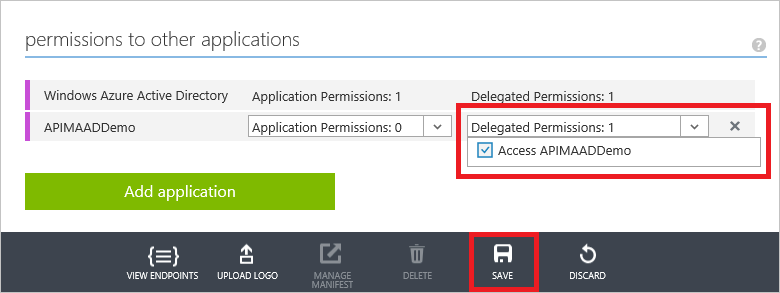 permissions to other applications
?
Windows Azure Active Directory Application Permissions: 1 Delegated Permissions: 1
APIMAADDemo Application Permissions: 0 Delegated Permissions: 1
Access APIMAADDemo
Add application
VIEW ENDPOINTS UPLOAD LOGO MANAGE MANIFEST DELETE SAVE DISCARD